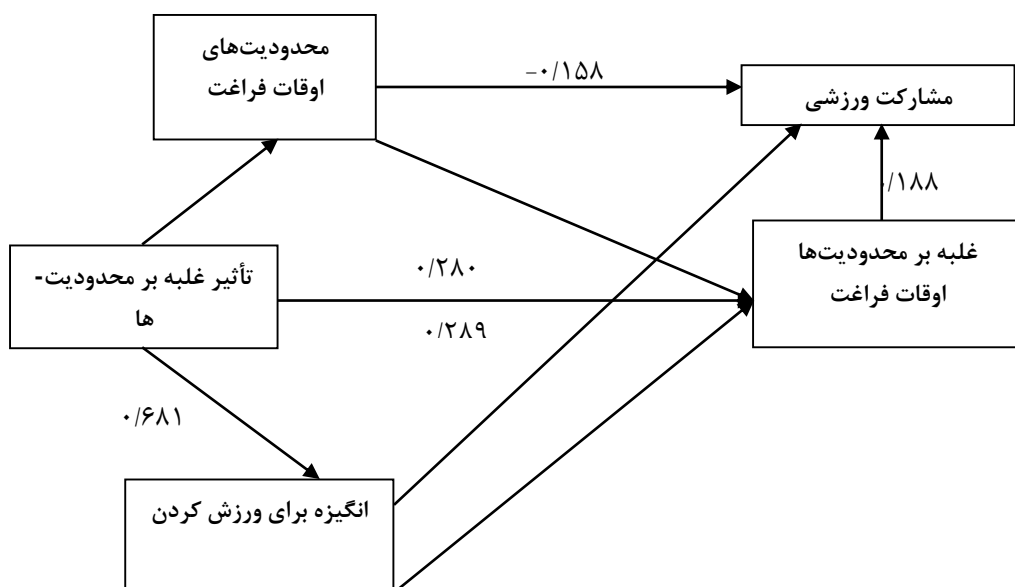 محدودیت‌های
اوقات فراغت
-۰/۱۵۸
مشارکت ورزشی
/۱۸۸
تأثیر غلبه بر محدودیت-
ها
۰/۲۸۰
۰/۲۸۹
غلبه بر محدودیت‌ها
اوقات فراغت
۰/۶۸۱
انگیزه برای ورزش کردن